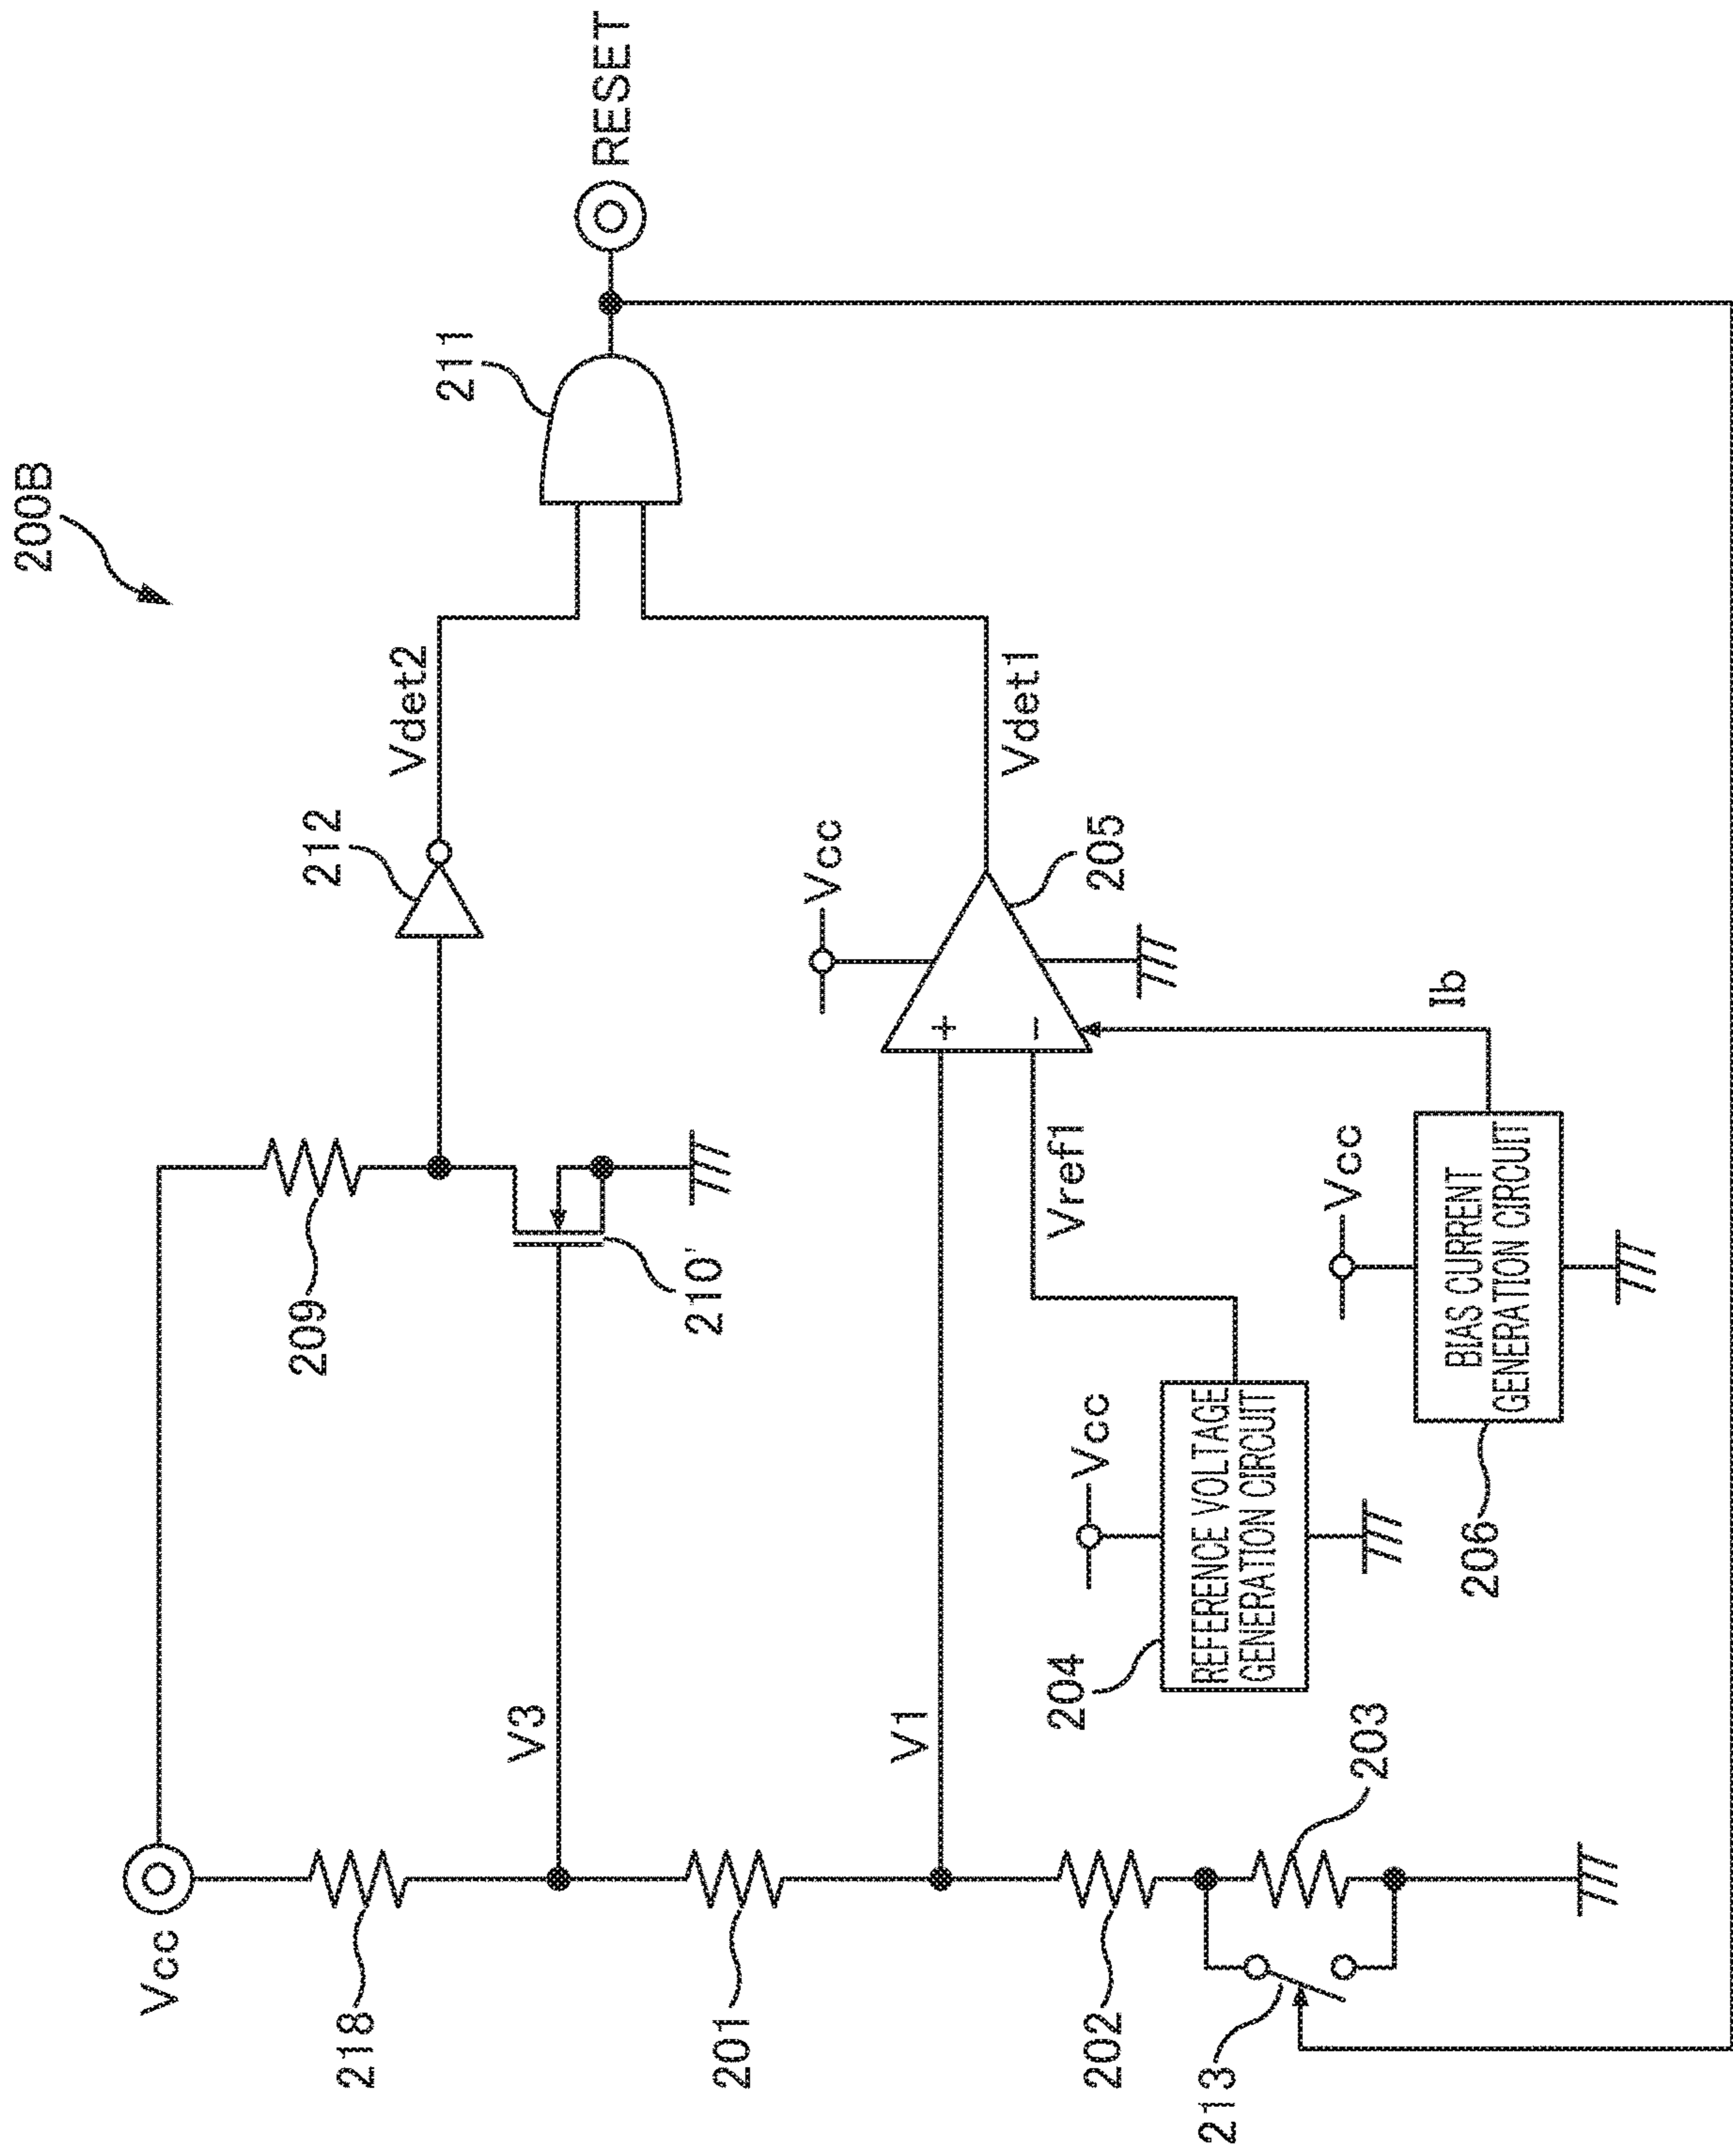 200B
Vcc
218
V3
201
V1
202
203
213
209
210'
212
Vdet2
211
RESET
Vcc
205
Vdet1
Vref1
204
Vcc
REFERENCE VOLTAGE
GENERATION CIRCUIT
206
Vcc
BIAS CURRENT
GENERATION CIRCUIT
Ib
+
−